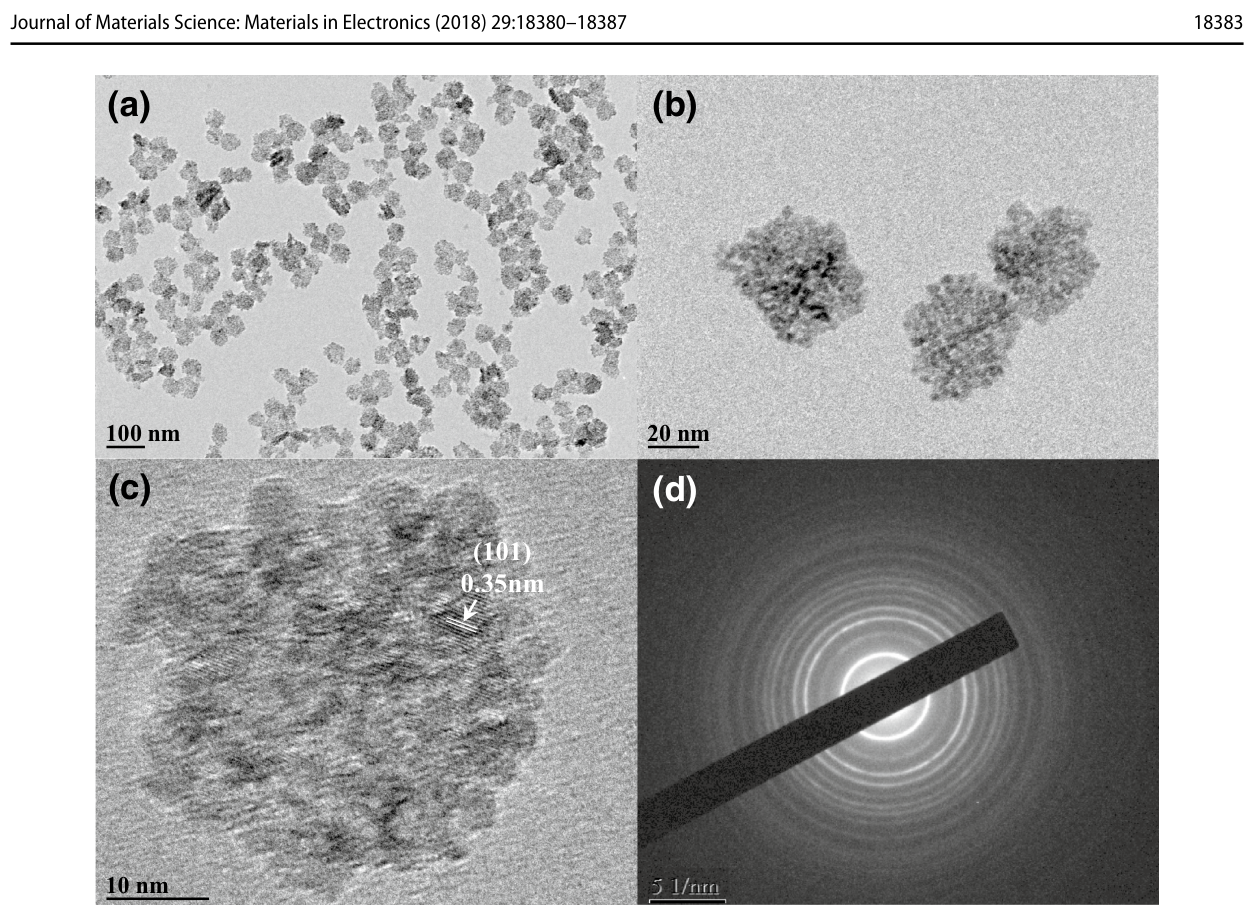 Journal of Materials Science: Materials in Electronics (2018) 29:18380–18387 18383
(a)
(b)
100 nm
20 nm
(c)
(d)
(101)
0.35nm
10 nm
5 1/nm